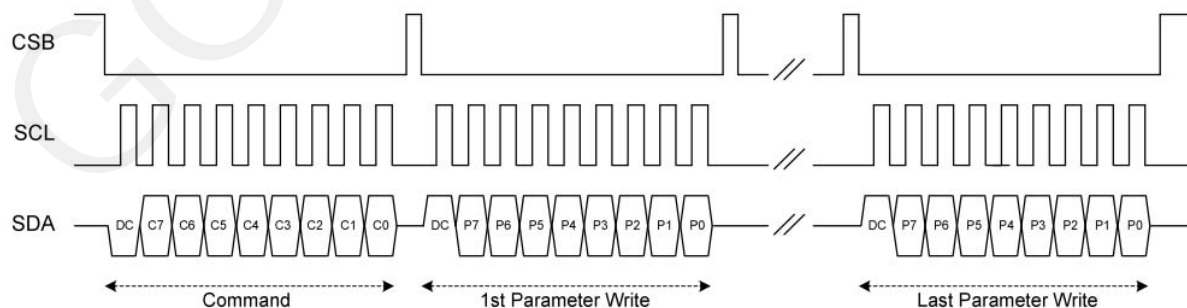 CSB
SCL
SDA DC C7 C6 C5 C4 C3 C2 C1 C0 DC P7 P6 P5 P4 P3 P2 P1 P0 DC P7 P6 P5 P4 P3 P2 P1 P0
Command 1st Parameter Write Last Parameter Write